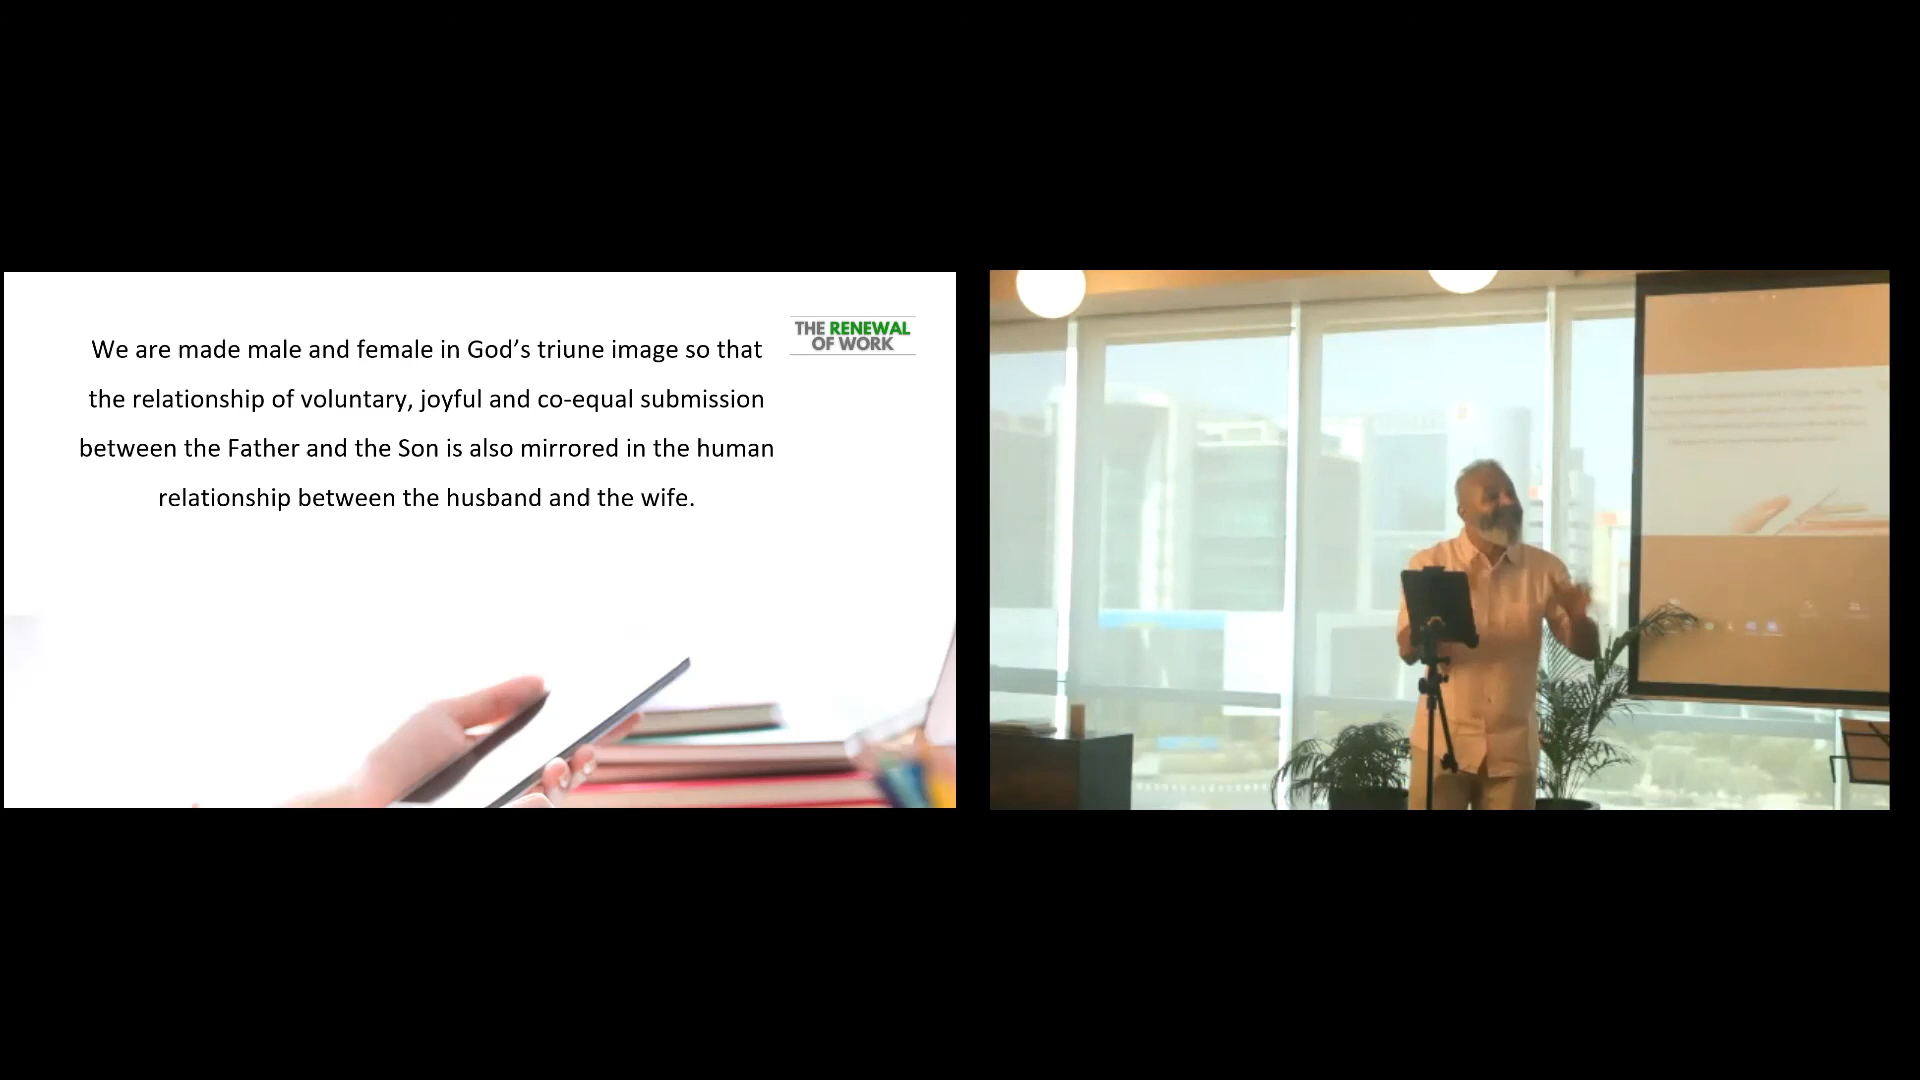 THE RENEWAL
OF WORK
We are made male and female in God’s triune image so that
the relationship of voluntary, joyful and co-equal submission
between the Father and the Son is also mirrored in the human
relationship between the husband and the wife.